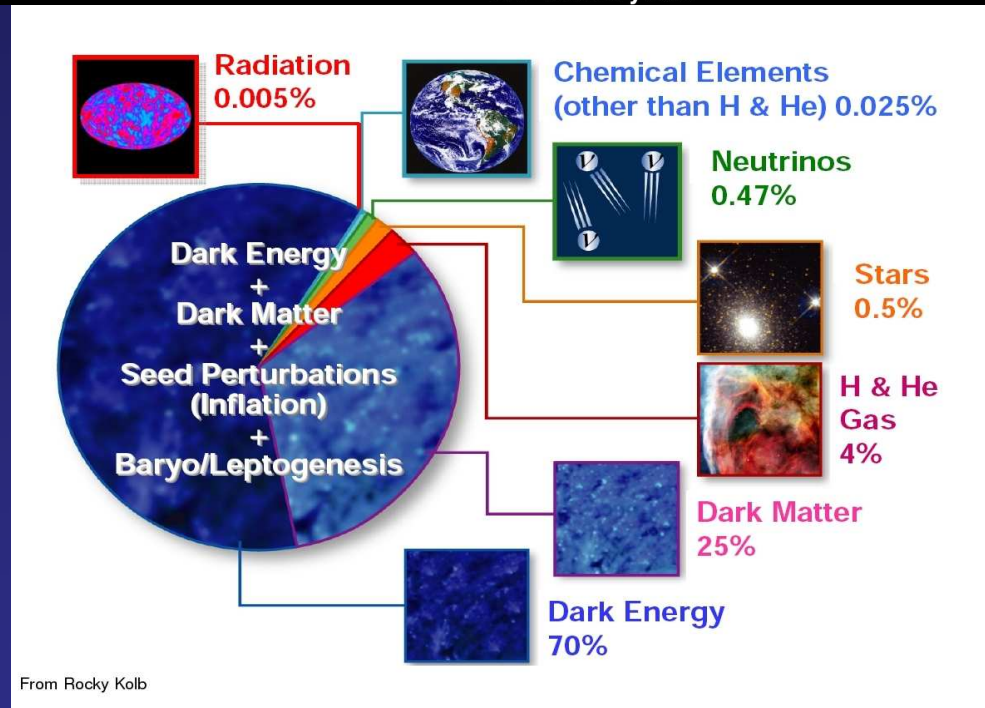 Radiation
0.005%
Chemical Elements
(other than H & He) 0.025%
ν ν
ν
Neutrinos
0.47%
Stars
0.5%
H & He
Gas
4%
Dark Matter
25%
Dark Energy
70%
Dark Energy
+
Dark Matter
+
Seed Perturbations
(Inflation)
+
Baryo/Leptogenesis
From Rocky Kolb